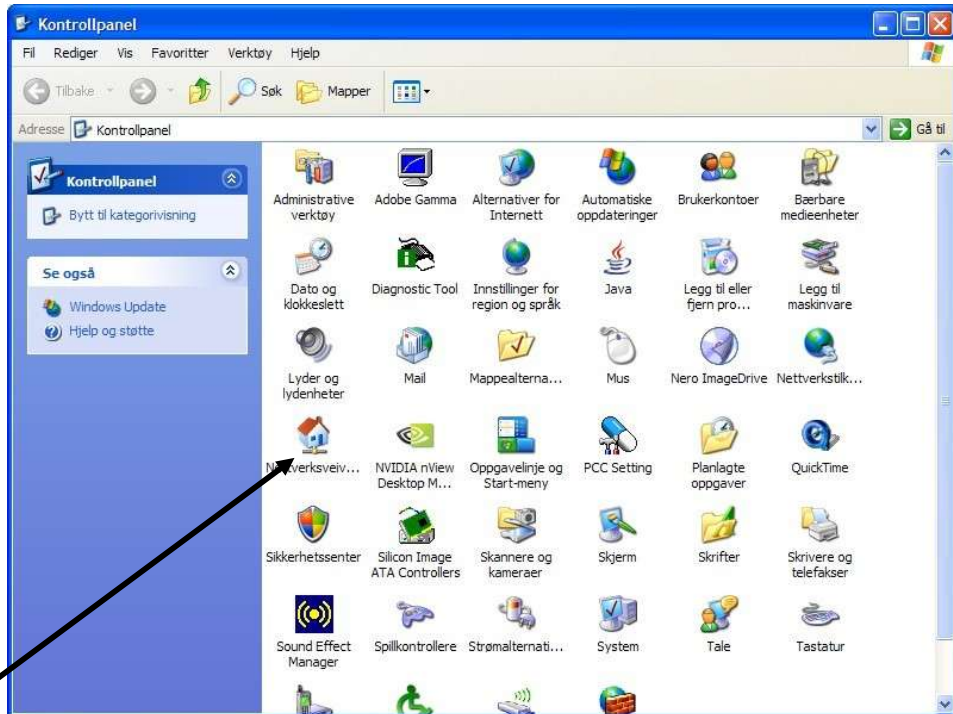 Kontrollpanel
Fil Rediger Vis Favoritter Verktøy Hjelp
Tilbake Søk Mapper
Adresse Kontrollpanel Gå til
Kontrollpanel
Bytt til kategorivisning
Se også
Windows Update
Hjelp og støtte
Administrative verktøy
Adobe Gamma
Alternativer for Internett
Automatiske oppdateringer
Brukerkontoer
Bærbare medieenheter
Dato og klokkeslett
Diagnostic Tool
Innstillinger for region og språk
Java
Legg til eller fjern pro...
Legg til maskinvare
Lyder og lydenheter
Mail
Mappealterna...
Mus
Nero ImageDrive
Nettverkstilk...
Nettverksveiv...
NVIDIA nView Desktop M...
Oppgavelinje og Start-meny
PCC Setting
Planlagte oppgaver
QuickTime
Sikkerhetssenter
Silicon Image ATA Controllers
Skannere og kameraer
Skjerm
Skrifter
Skrivere og telefakser
Sound Effect Manager
Spillkontrollere
Strømalternati...
System
Tale
Tastatur